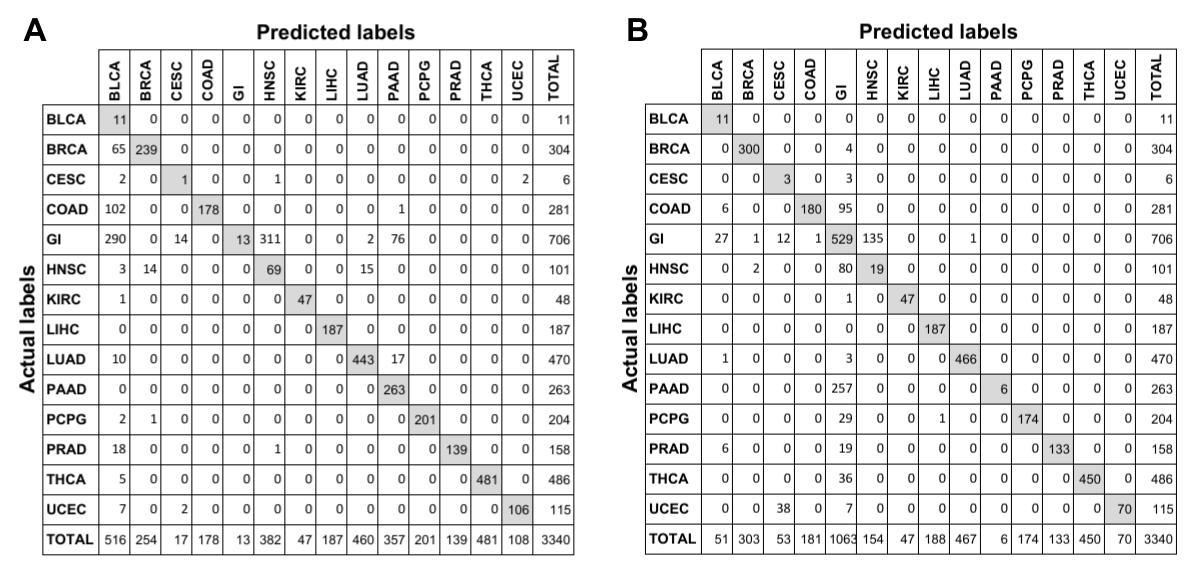 A
Predicted labels
BLCA BRCA CESC COAD GI HNSC KIRC LIHC LUAD PAAD PCPG PRAD THCA UCEC TOTAL
Actual labels
BLCA 11 0 0 0 0 0 0 0 0 0 0 0 0 0 11
BRCA 65 239 0 0 0 0 0 0 0 0 0 0 0 0 304
CESC 2 0 1 0 0 1 0 0 0 0 0 0 0 2 6
COAD 102 0 0 178 0 0 0 0 0 1 0 0 0 0 281
GI 290 0 14 0 13 311 0 0 2 76 0 0 0 0 706
HNSC 3 14 0 0 0 69 0 0 15 0 0 0 0 0 101
KIRC 1 0 0 0 0 0 47 0 0 0 0 0 0 0 48
LIHC 0 0 0 0 0 0 0 187 0 0 0 0 0 0 187
LUAD 10 0 0 0 0 0 0 0 443 17 0 0 0 0 470
PAAD 0 0 0 0 0 0 0 0 0 263 0 0 0 0 263
PCPG 2 1 0 0 0 0 0 0 0 0 201 0 0 0 204
PRAD 18 0 0 0 0 1 0 0 0 0 0 139 0 0 158
THCA 5 0 0 0 0 0 0 0 0 0 0 0 481 0 486
UCEC 7 0 2 0 0 0 0 0 0 0 0 0 0 106 115
TOTAL 516 254 17 178 13 382 47 187 460 357 201 139 481 108 3340
B
Predicted labels
BLCA BRCA CESC COAD GI HNSC KIRC LIHC LUAD PAAD PCPG PRAD THCA UCEC TOTAL
Actual labels
BLCA 11 0 0 0 0 0 0 0 0 0 0 0 0 0 11
BRCA 0 300 0 0 4 0 0 0 0 0 0 0 0 0 304
CESC 0 0 3 0 3 0 0 0 0 0 0 0 0 0 6
COAD 6 0 0 180 95 0 0 0 0 0 0 0 0 0 281
GI 27 1 12 1 529 135 0 0 1 0 0 0 0 0 706
HNSC 0 2 0 0 80 19 0 0 0 0 0 0 0 0 101
KIRC 0 0 0 0 1 0 47 0 0 0 0 0 0 0 48
LIHC 0 0 0 0 0 0 0 187 0 0 0 0 0 0 187
LUAD 1 0 0 0 3 0 0 0 466 0 0 0 0 0 470
PAAD 0 0 0 0 257 0 0 0 0 6 0 0 0 0 263
PCPG 0 0 0 0 29 0 0 1 0 0 174 0 0 0 204
PRAD 6 0 0 0 19 0 0 0 0 0 0 133 0 0 158
THCA 0 0 0 0 36 0 0 0 0 0 0 0 450 0 486
UCEC 0 0 38 0 7 0 0 0 0 0 0 0 0 70 115
TOTAL 51 303 53 181 1063 154 47 188 467 6 174 133 450 70 3340